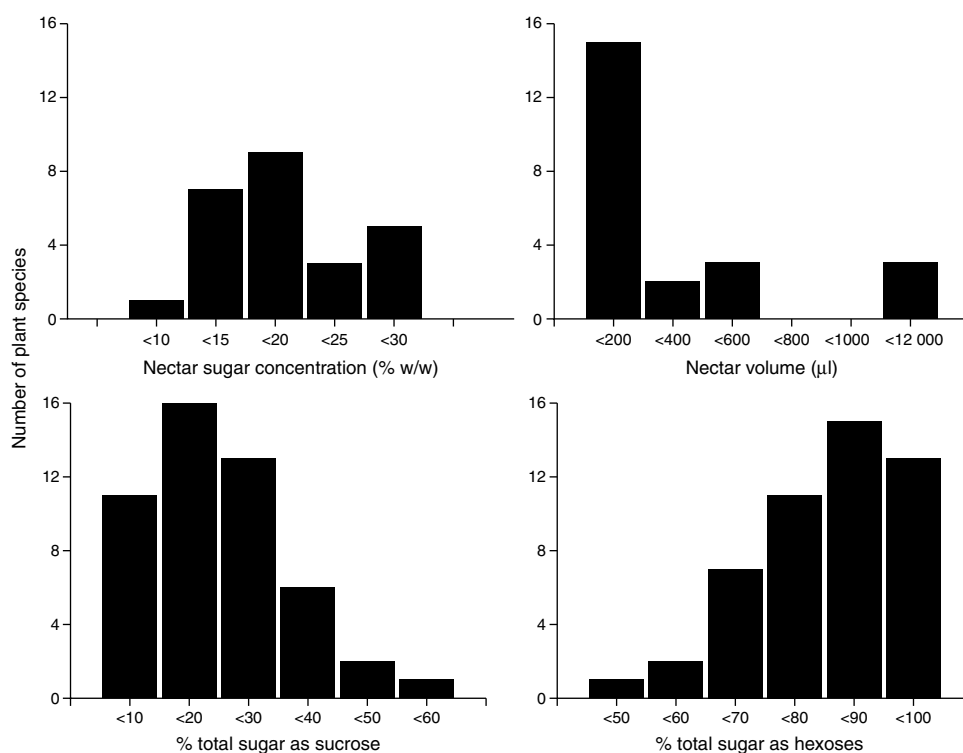 16
12
8
4
0
<10 <15 <20 <25 <30
Nectar sugar concentration (% w/w)
16
12
8
4
0
<200 <400 <600 <800 <1000 <12 000
Nectar volume (μl)
Number of plant species
16
12
8
4
0
<10 <20 <30 <40 <50 <60
% total sugar as sucrose
16
12
8
4
0
<50 <60 <70 <80 <90 <100
% total sugar as hexoses